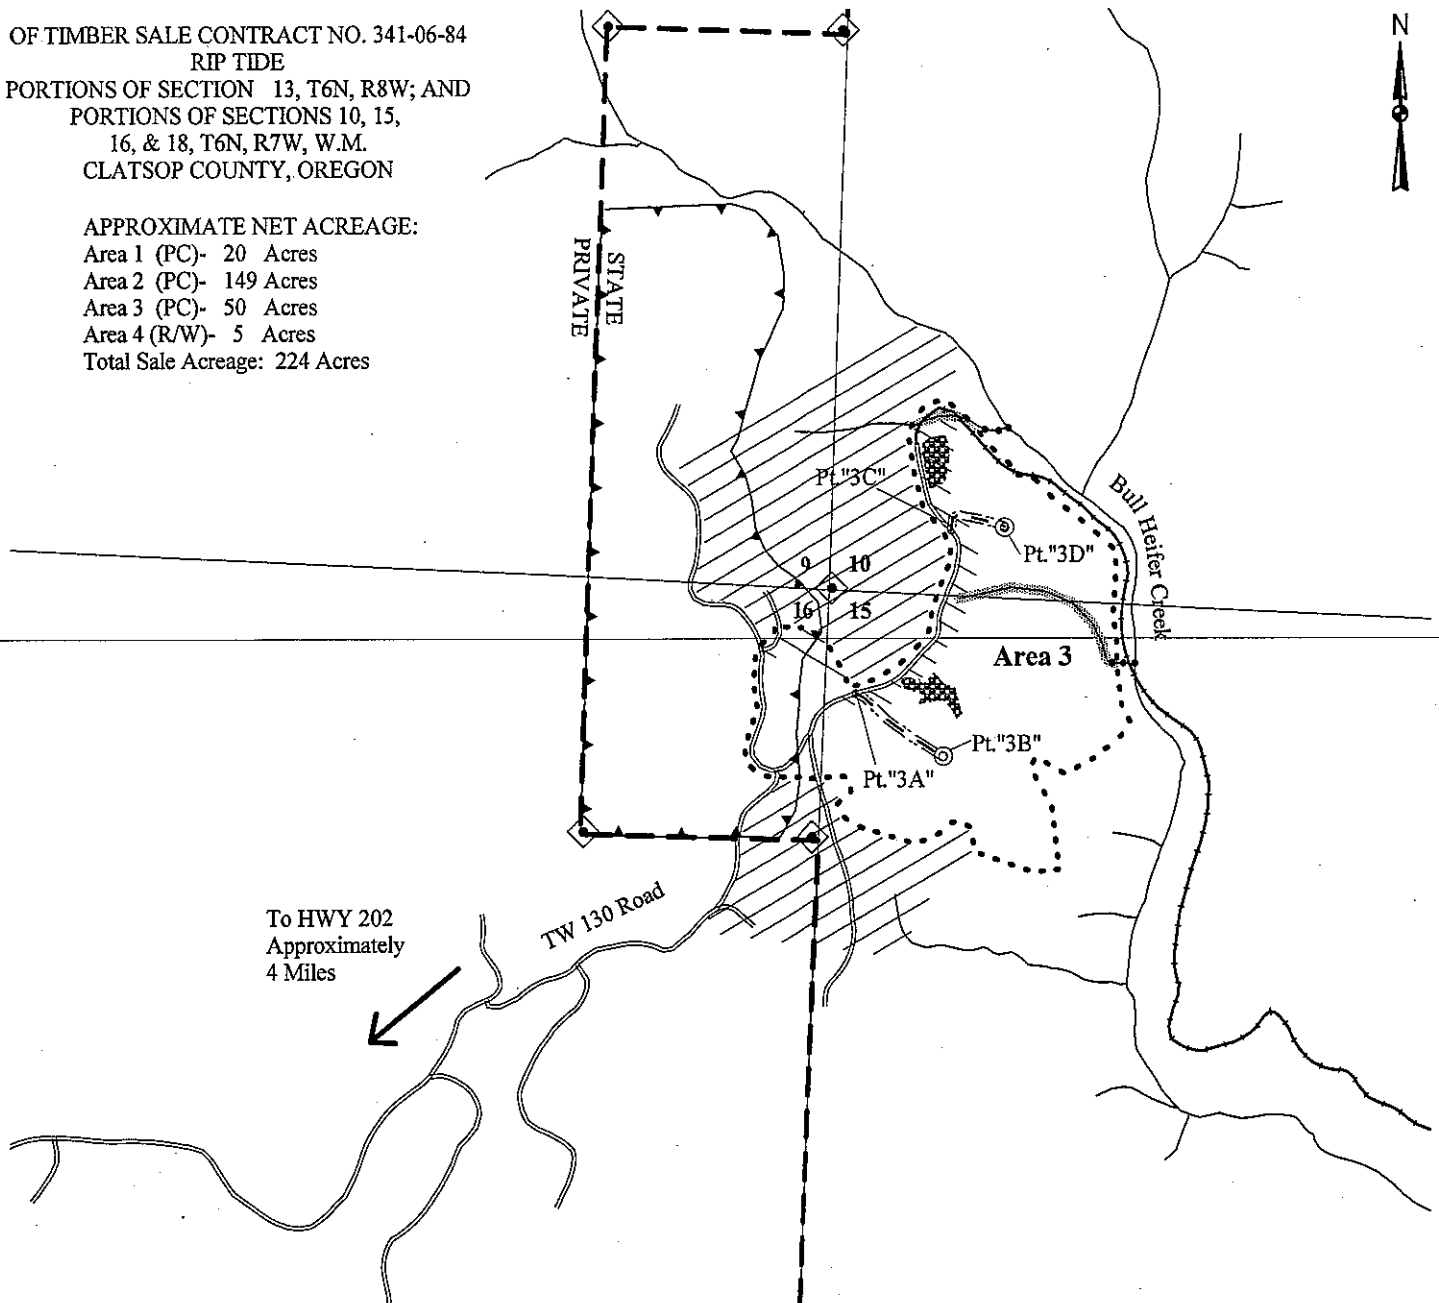 OF TIMBER SALE CONTRACT NO. 341-06-84
RIP TIDE
PORTIONS OF SECTION 13, T6N, R8W; AND
PORTIONS OF SECTIONS 10, 15,
16, & 18, T6N, R7W, W.M.
CLATSOP COUNTY, OREGON
APPROXIMATE NET ACREAGE:
Area 1 (PC)- 20 Acres
Area 2 (PC)- 149 Acres
Area 3 (PC)- 50 Acres
Area 4 (R/W)- 5 Acres
Total Sale Acreage: 224 Acres
N
STATE
PRIVATE
Pt."3C"
Pt."3D"
Bull Heifer Creek
9 10
16 15
Area 3
Pt."3B"
Pt."3A"
TW 130 Road
To HWY 202
Approximately
4 Miles